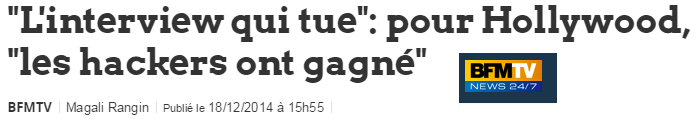 "L'interview qui tue": pour Hollywood,
"les hackers ont gagné"
BFMTV
NEWS 24/7
BFMTV | Magali Rangin | Publié le 18/12/2014 à 15h55 |